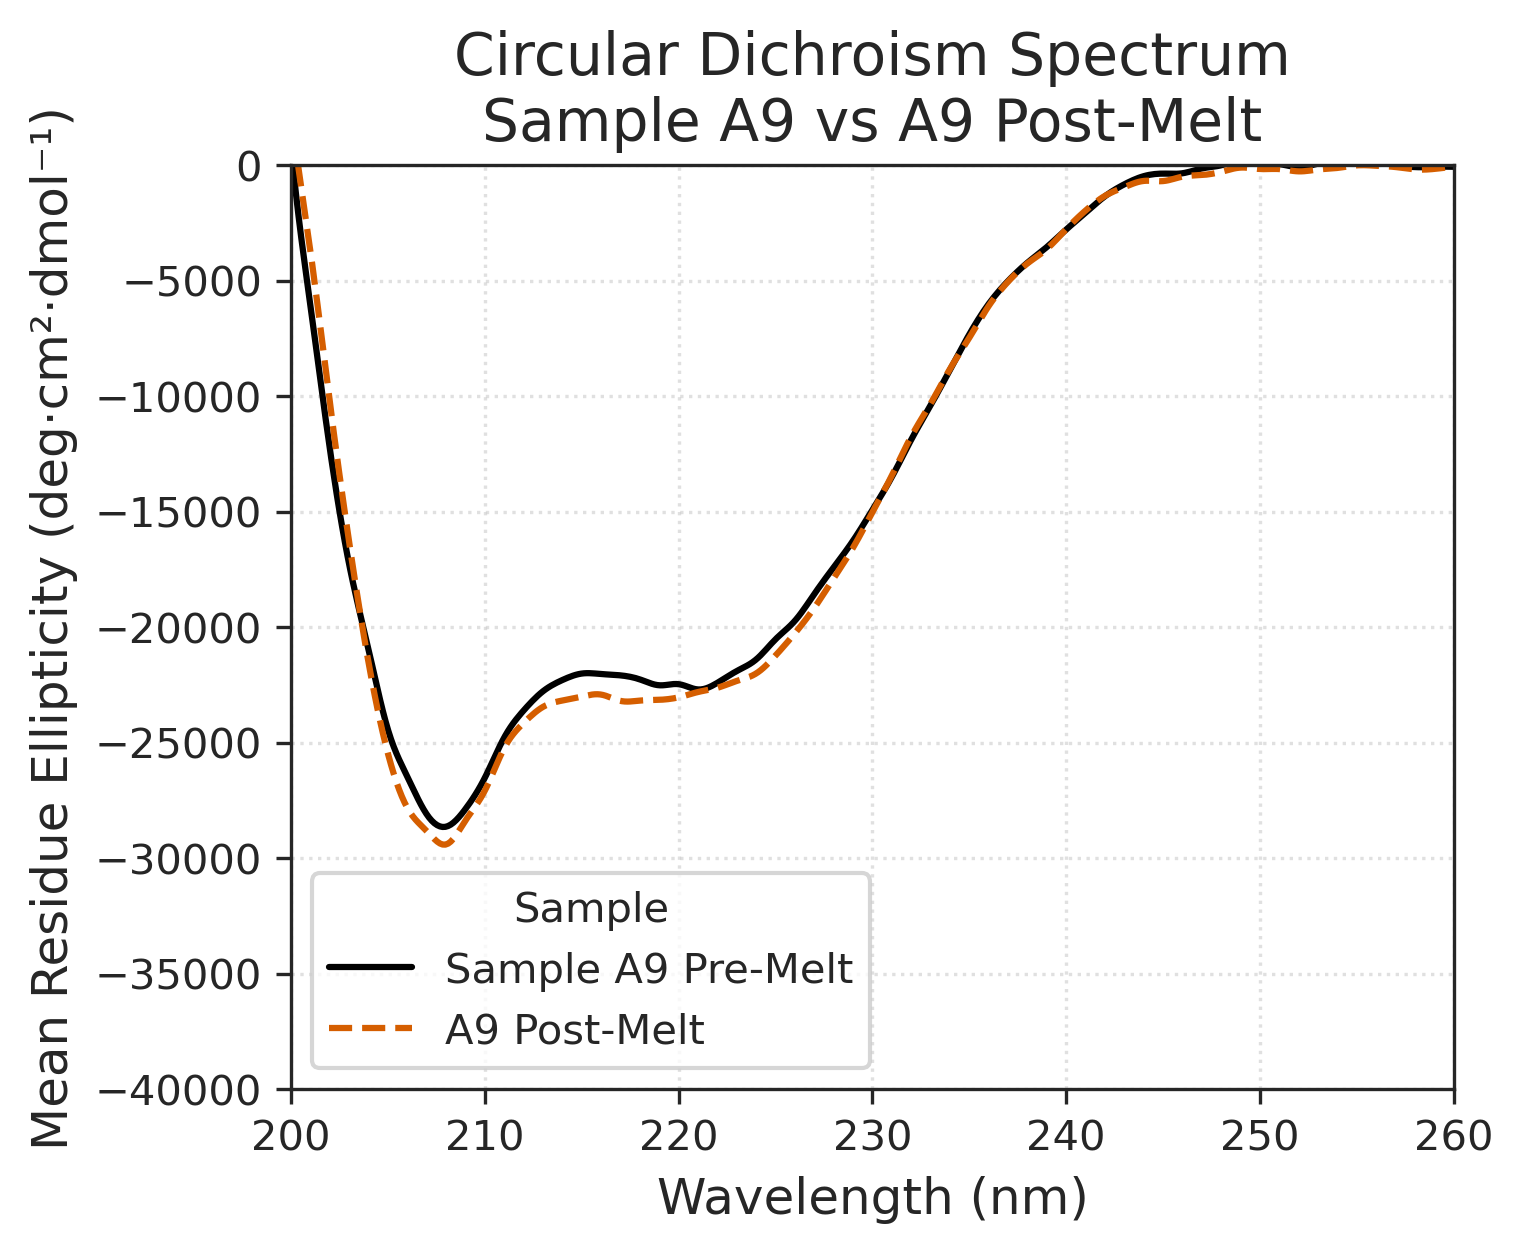 Circular Dichroism Spectrum
Sample A9 vs A9 Post-Melt
Mean Residue Ellipticity (deg·cm²·dmol⁻¹)
0
−5000
−10000
−15000
−20000
−25000
−30000
−35000
−40000
Sample
Sample A9 Pre-Melt
A9 Post-Melt
200 210 220 230 240 250 260
Wavelength (nm)